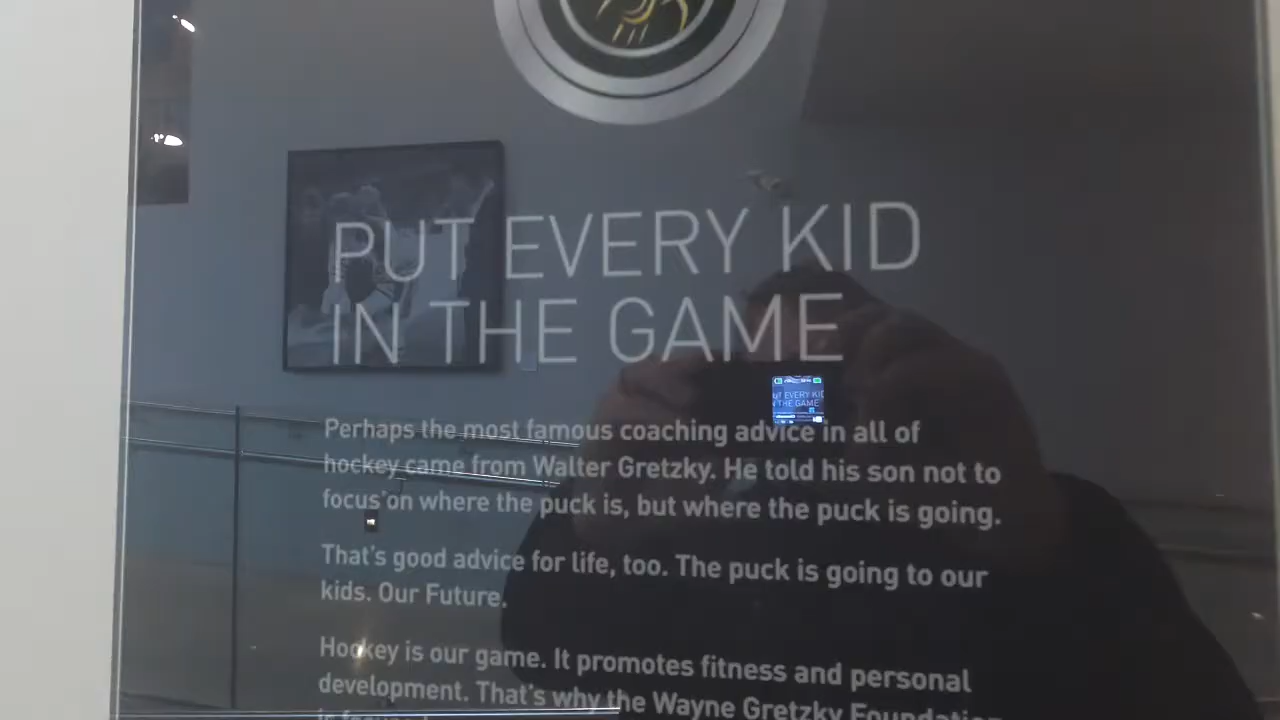 PUT EVERY KID
IN THE GAME
Perhaps the most famous coaching advice in all of
hockey came from Walter Gretzky. He told his son not to
focus on where the puck is, but where the puck is going.
That's good advice for life, too. The puck is going to our
kids. Our Future.
Hockey is our game. It promotes fitness and personal
development. That's why the Wayne Gretzky Foundation